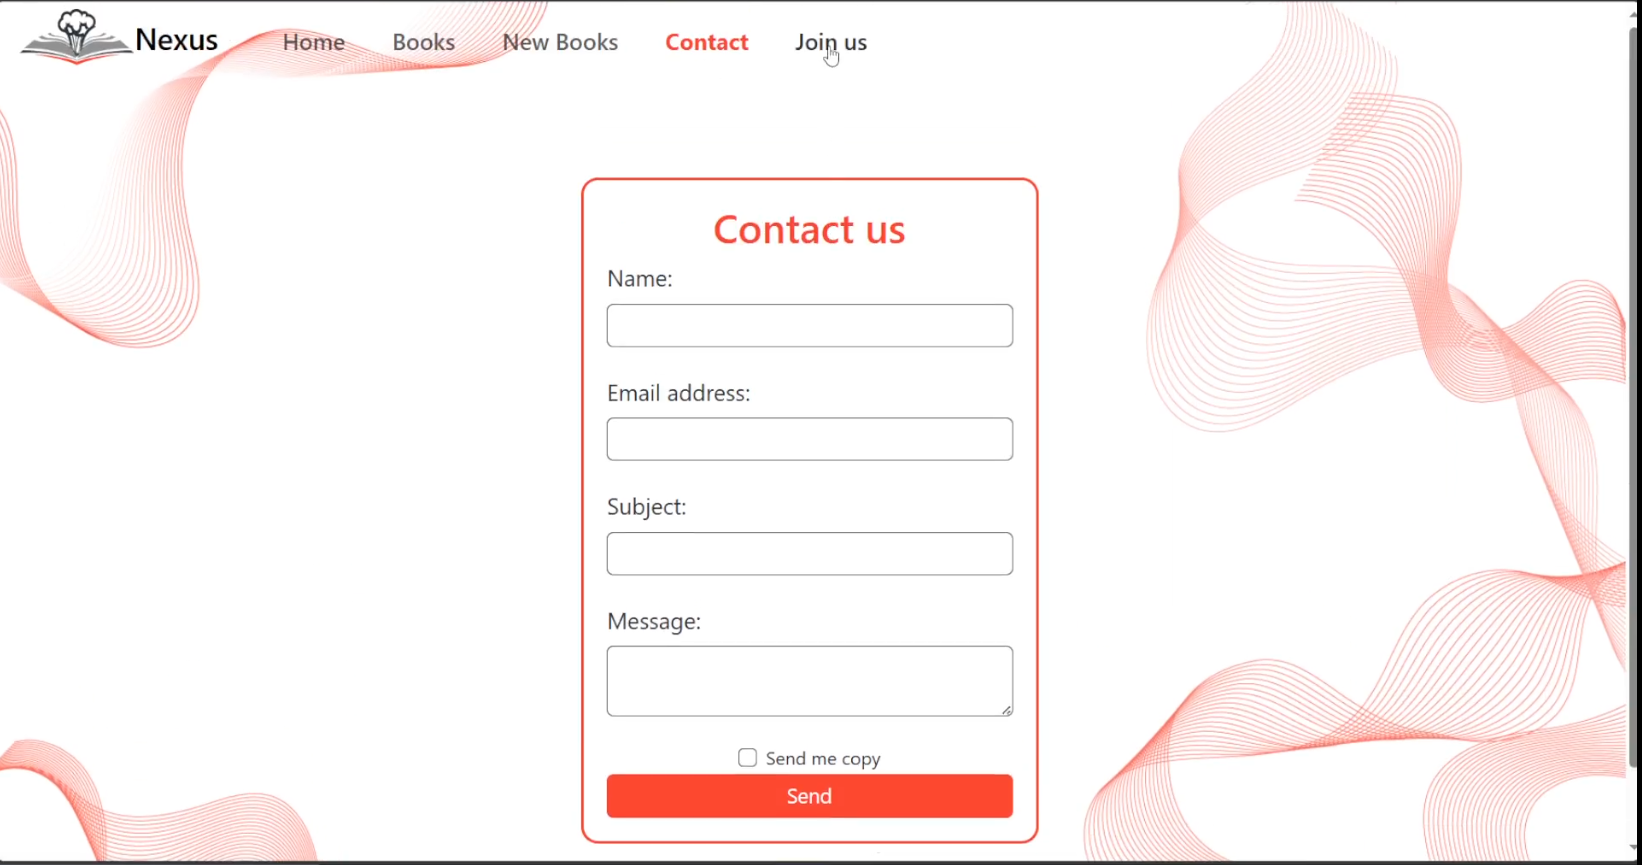 Nexus Home Books New Books Contact Join us
Contact us
Name:
Email address:
Subject:
Message:
Send me copy
Send